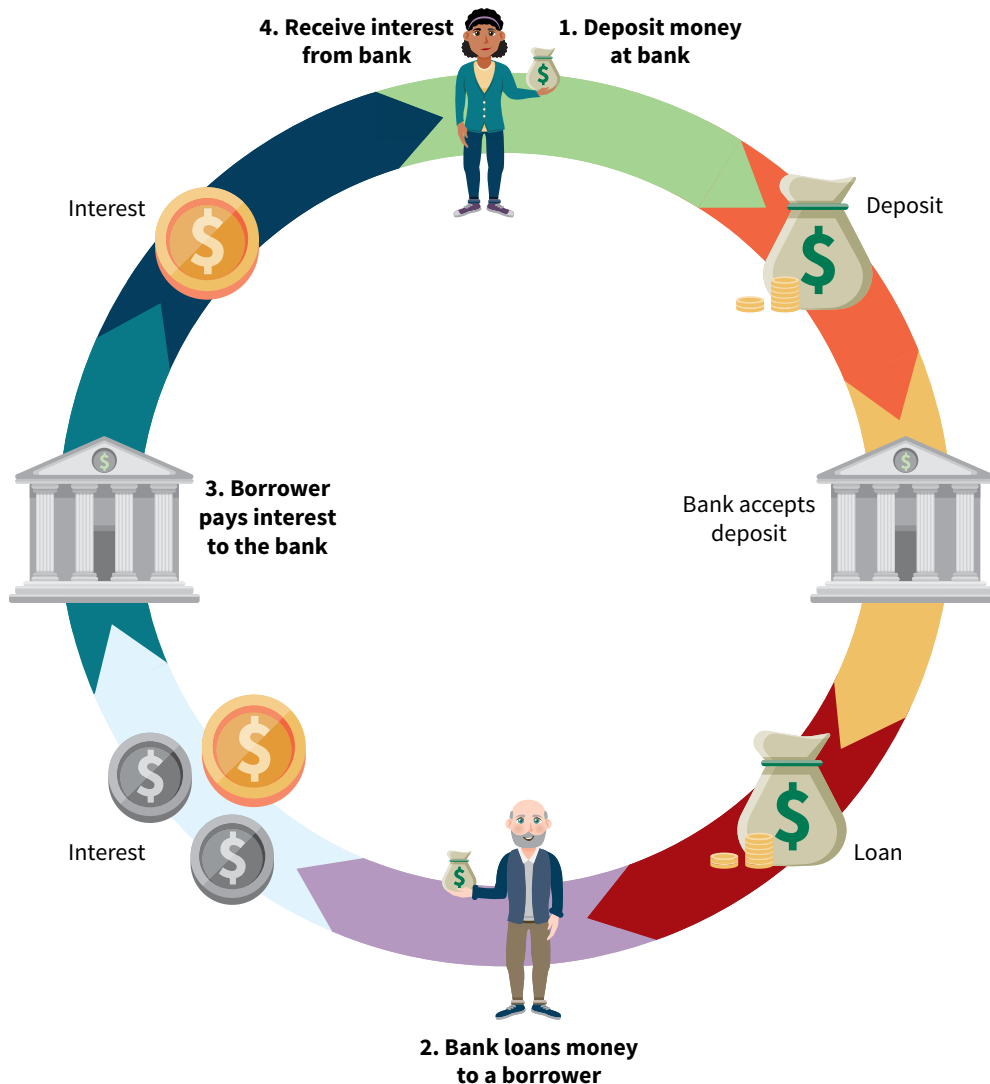 4. Receive interest
from bank
1. Deposit money
at bank
$
Interest
$
Deposit
$
$
3. Borrower
pays interest
to the bank
Bank accepts
deposit
$
$
$
$
Interest
$
$
Loan
$
2. Bank loans money
to a borrower